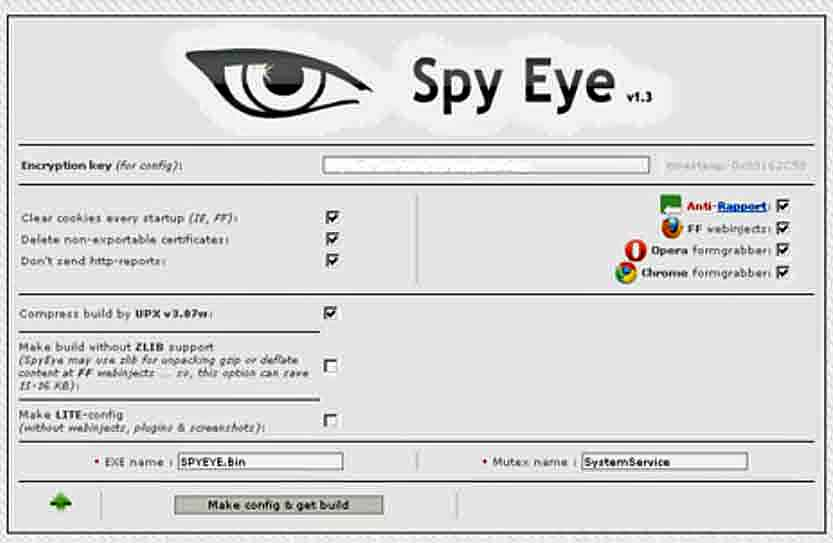 Spy Eye v1.3
Encryption key (for config):
Clear cookies every startup (IE, FF):
Delete non-exportable certificates:
Don't send http-reports:
Anti-Rapport:
FF webinjects:
Opera formgrabber:
Chrome formgrabber:
Compress build by UPX v3.07w:
Make build without ZLIB support
(SpyEye may use zlib for unpacking gzip or deflate
content at FF webinjects ... so, this option can save
KB):
Make LITE-config
(without webinjects, plugins & screenshots):
• EXE name : SPYEYE.Bin
• Mutex name : SystemService
Make config & get build